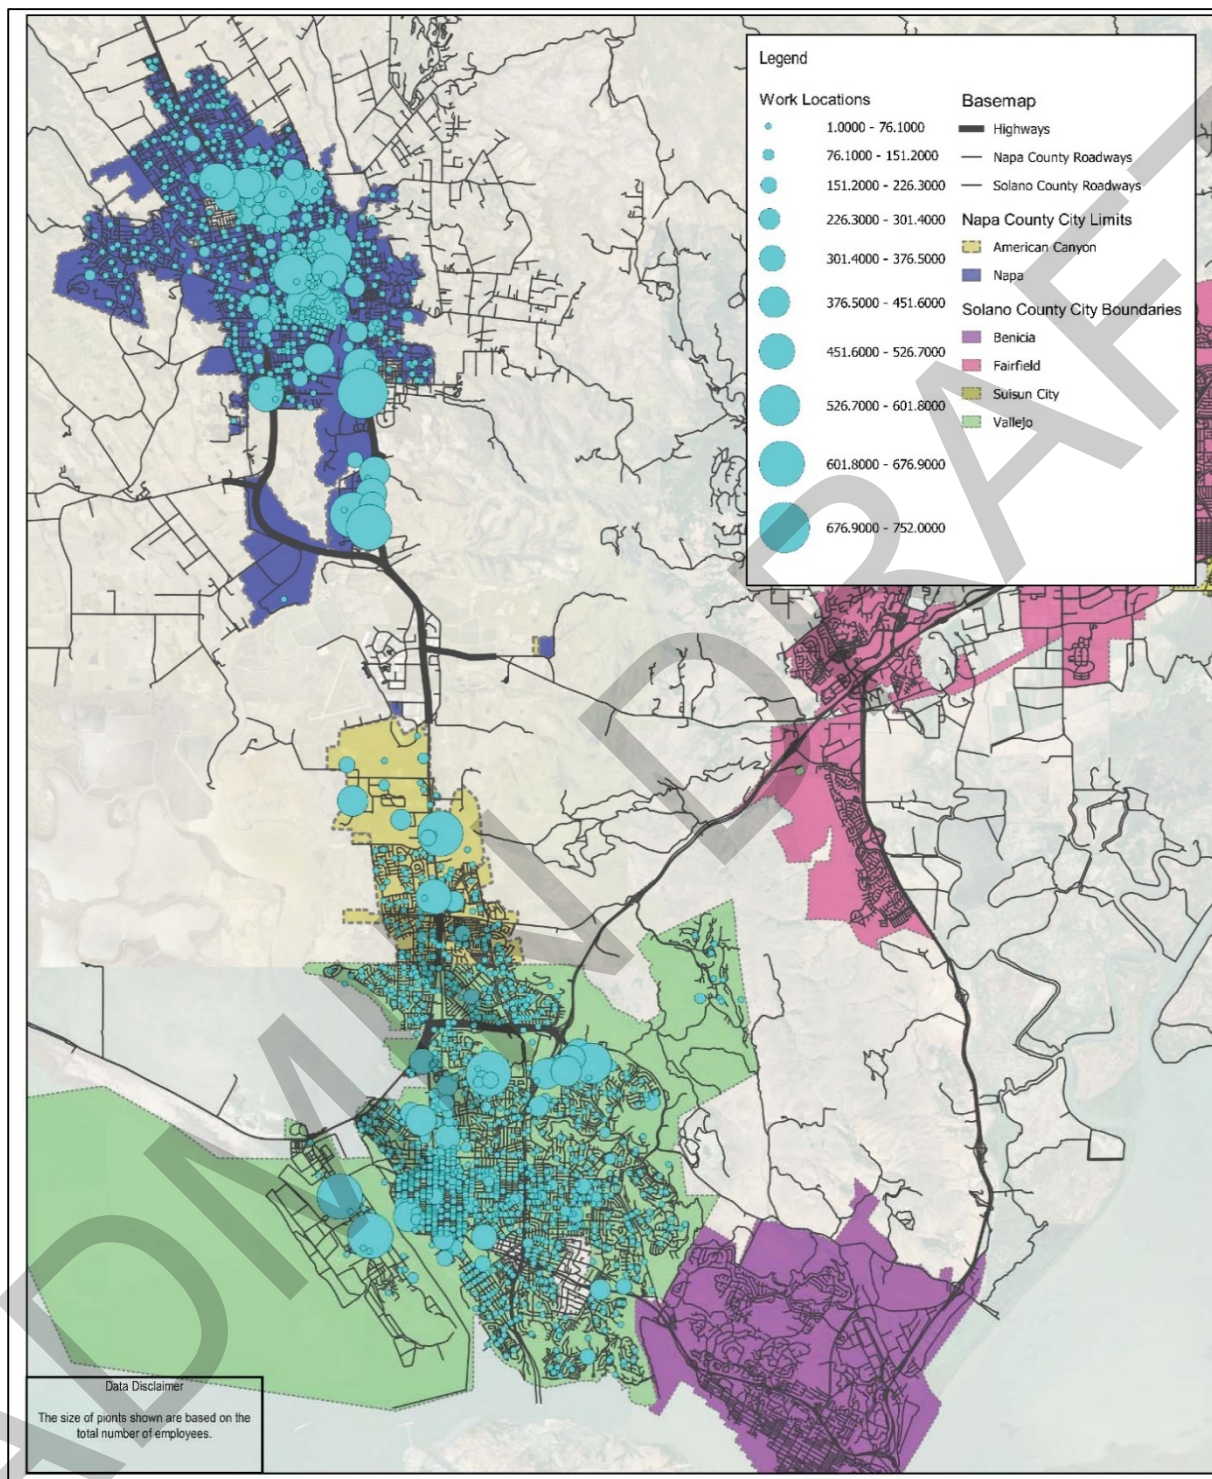 Legend
Work Locations
1.0000 - 76.1000
76.1000 - 151.2000
151.2000 - 226.3000
226.3000 - 301.4000
301.4000 - 376.5000
376.5000 - 451.6000
451.6000 - 526.7000
526.7000 - 601.8000
601.8000 - 676.9000
676.9000 - 752.0000
Basemap
Highways
Napa County Roadways
Solano County Roadways
Napa County City Limits
American Canyon
Napa
Solano County City Boundaries
Benicia
Fairfield
Suisun City
Vallejo
ADMIN DRAFT
Data Disclaimer
The size of pionts shown are based on the
total number of employees.